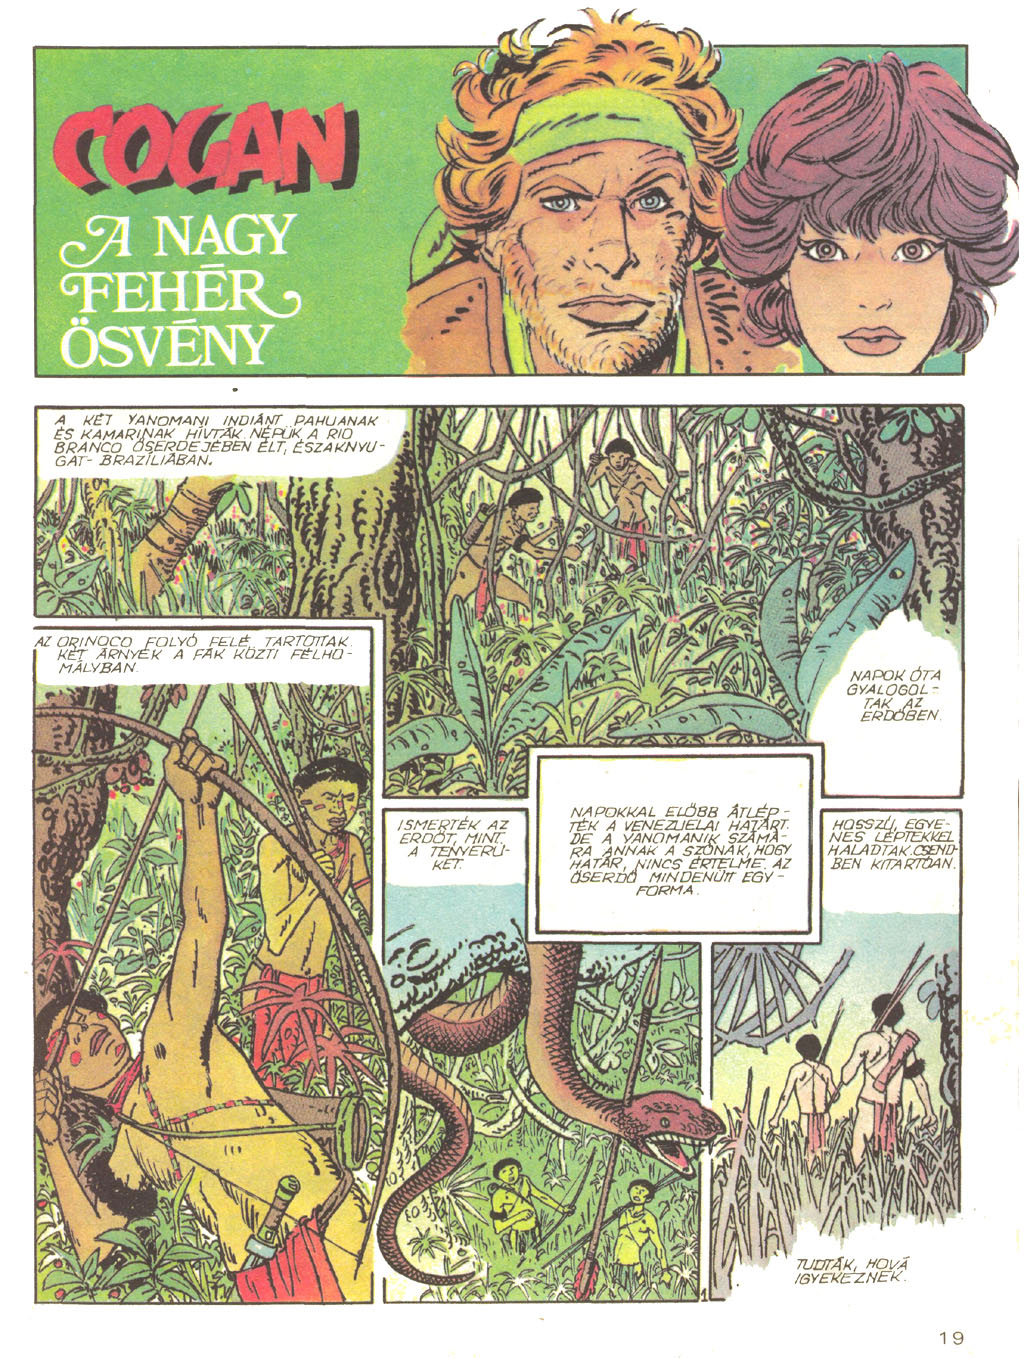 COGAN
A NAGY
FEHÉR
ÖSVÉNY
A KÉT YANOMANI INDIÁNT PAHUANAK
ÉS KAMARINAK HÍVTÁK. NÉPÜK A RIO
BRANCO ŐSERDEJÉBEN ÉLT, ÉSZAKNYU-
GAT-BRAZÍLIÁBAN.
NAPOK ÓTA
GYALOGOL-
TAK AZ
ERDŐBEN.
AZ ORINOCO FOLYÓ FELÉ TARTOTTAK.
KÉT ÁRNYÉK A FÁK KÖZTI FÉLHO-
MÁLYBAN.
ISMERTÉK AZ
ERDŐT, MINT
A TENYERÜ-
KET.
NAPOKKAL ELŐBB ÁTLÉP-
TÉK A VENEZUELAI HATÁRT.
DE A YANOMANIK SZÁMÁ-
RA ANNAK A SZÓNAK, HOGY
HATÁR, NINCS ÉRTELME. AZ
ŐSERDŐ MINDENÜTT EGY-
FORMA.
HOSSZÚ, EGYE-
NES LÉPTEKKEL
HALADTAK CSEND-
BEN KITARTÓAN.
TUDTÁK, HOVÁ
IGYEKEZNEK.
1
19